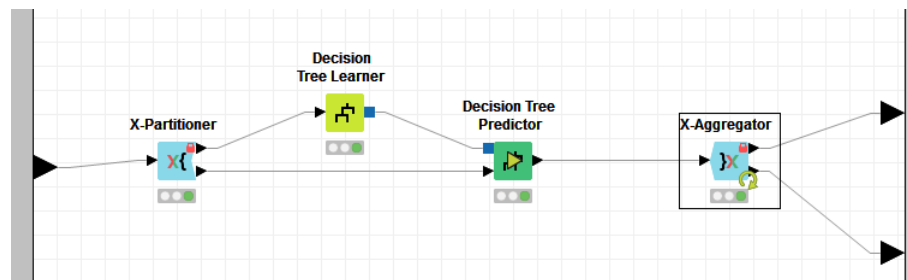 Decision
Tree Learner
X-Partitioner
Decision Tree
Predictor
X-Aggregator
X{
}X